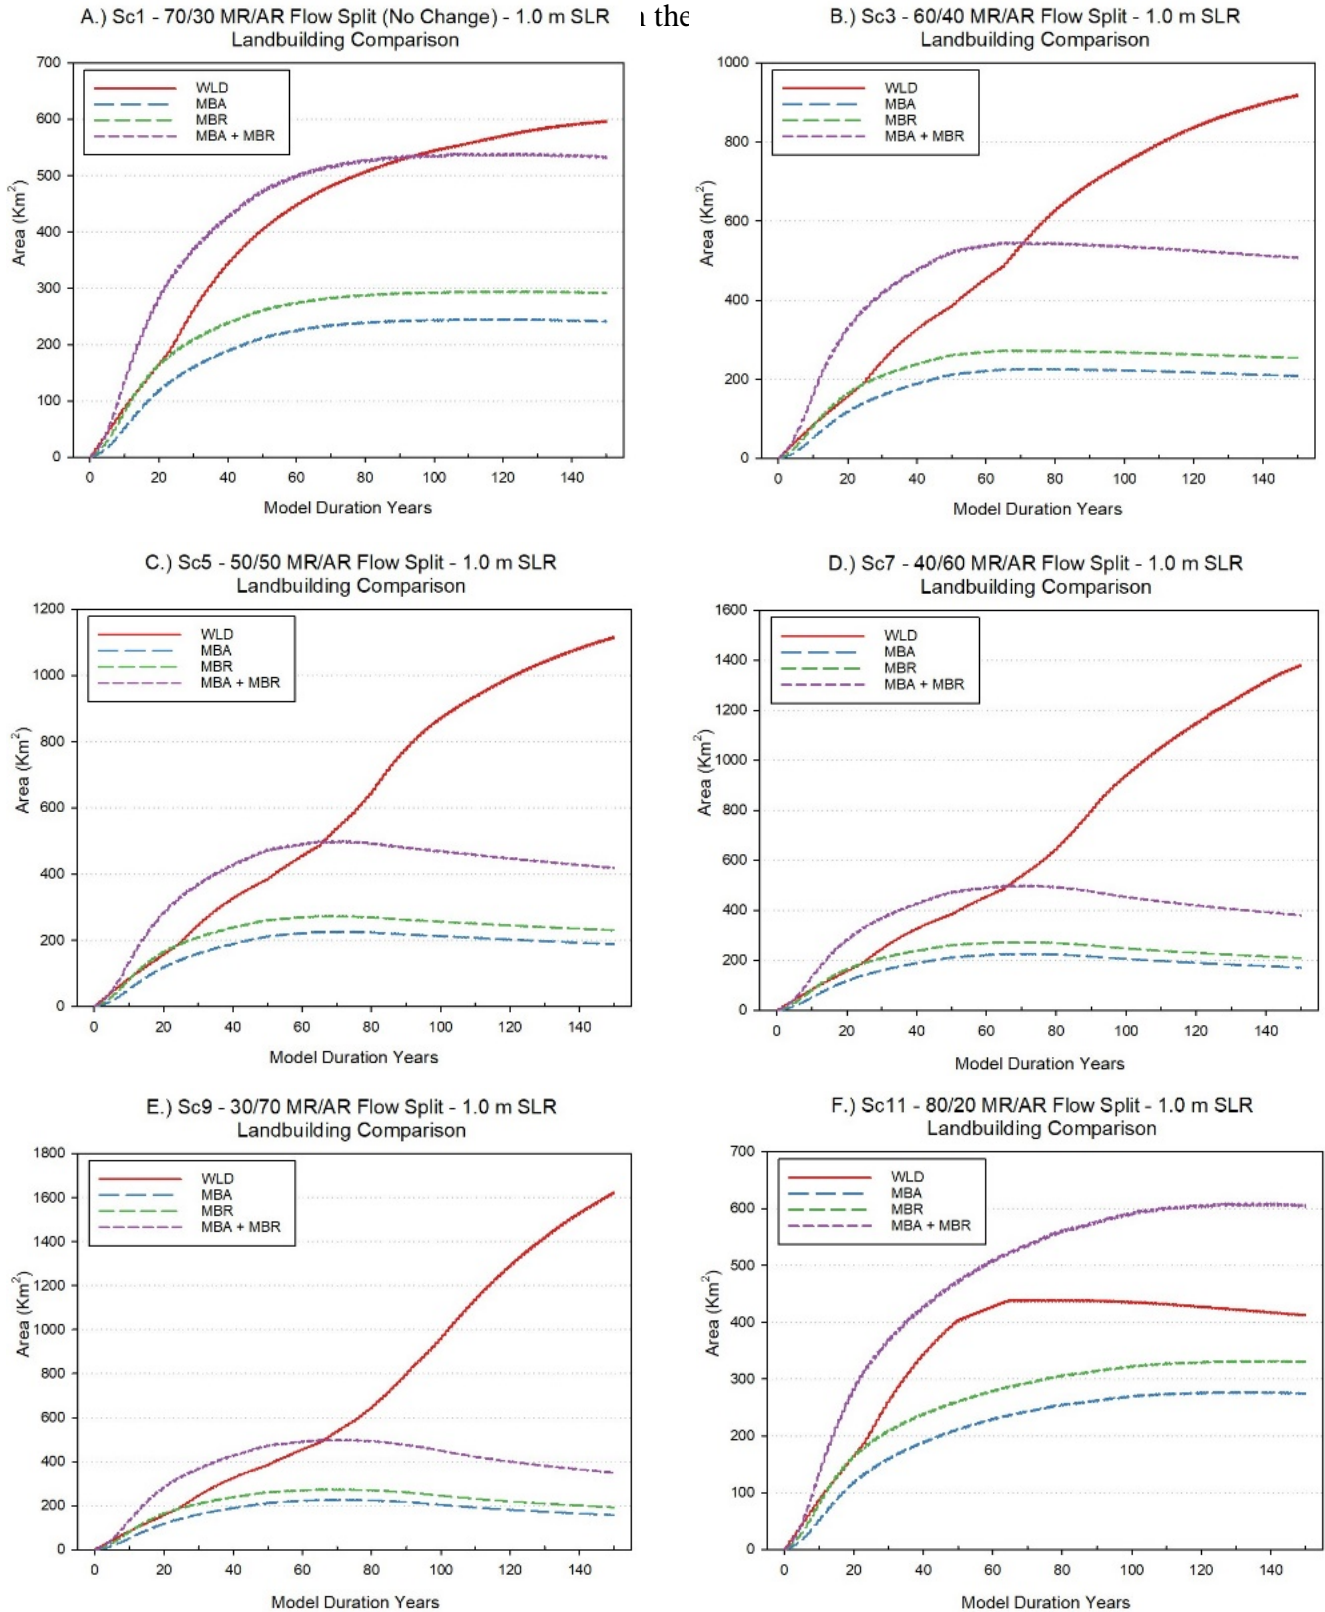 A.) Sc1 - 70/30 MR/AR Flow Split (No Change) - 1.0 m SLR
Landbuilding Comparison
700
600
500
400
300
200
100
0
Area (Km²)
WLD
MBA
MBR
MBA + MBR
0 20 40 60 80 100 120 140
Model Duration Years
the
B.) Sc3 - 60/40 MR/AR Flow Split - 1.0 m SLR
Landbuilding Comparison
1000
800
600
400
200
0
Area (Km²)
WLD
MBA
MBR
MBA + MBR
0 20 40 60 80 100 120 140
Model Duration Years
C.) Sc5 - 50/50 MR/AR Flow Split - 1.0 m SLR
Landbuilding Comparison
1200
1000
800
600
400
200
0
Area (Km²)
WLD
MBA
MBR
MBA + MBR
0 20 40 60 80 100 120 140
Model Duration Years
D.) Sc7 - 40/60 MR/AR Flow Split - 1.0 m SLR
Landbuilding Comparison
1600
1400
1200
1000
800
600
400
200
0
Area (Km²)
WLD
MBA
MBR
MBA + MBR
0 20 40 60 80 100 120 140
Model Duration Years
E.) Sc9 - 30/70 MR/AR Flow Split - 1.0 m SLR
Landbuilding Comparison
1800
1600
1400
1200
1000
800
600
400
200
0
Area (Km²)
WLD
MBA
MBR
MBA + MBR
0 20 40 60 80 100 120 140
Model Duration Years
F.) Sc11 - 80/20 MR/AR Flow Split - 1.0 m SLR
Landbuilding Comparison
700
600
500
400
300
200
100
0
Area (Km²)
WLD
MBA
MBR
MBA + MBR
0 20 40 60 80 100 120 140
Model Duration Years